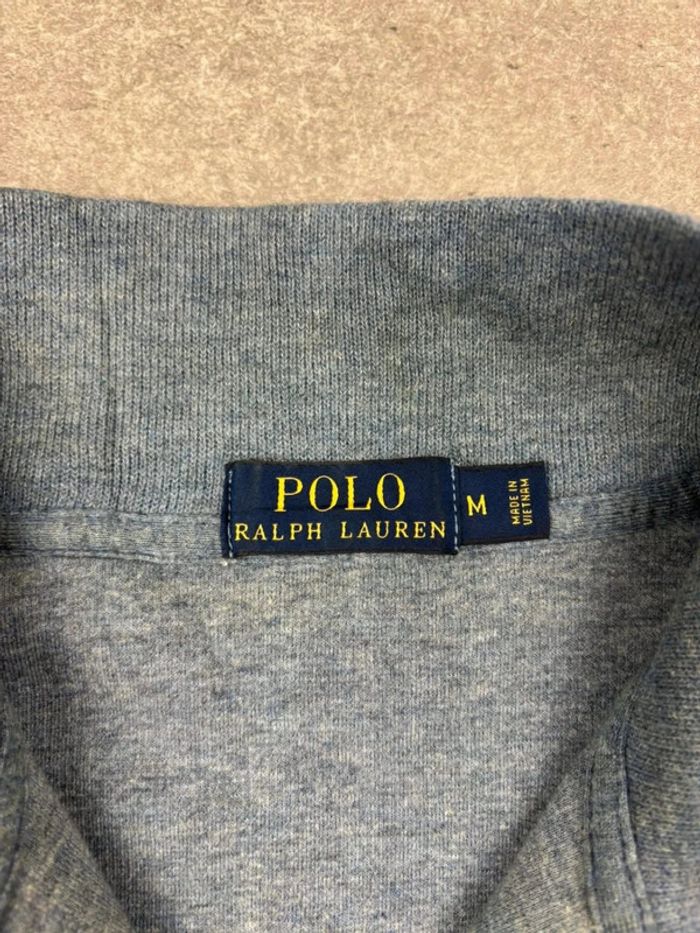 POLO
RALPH LAUREN
M
MADE IN
VIETNAM